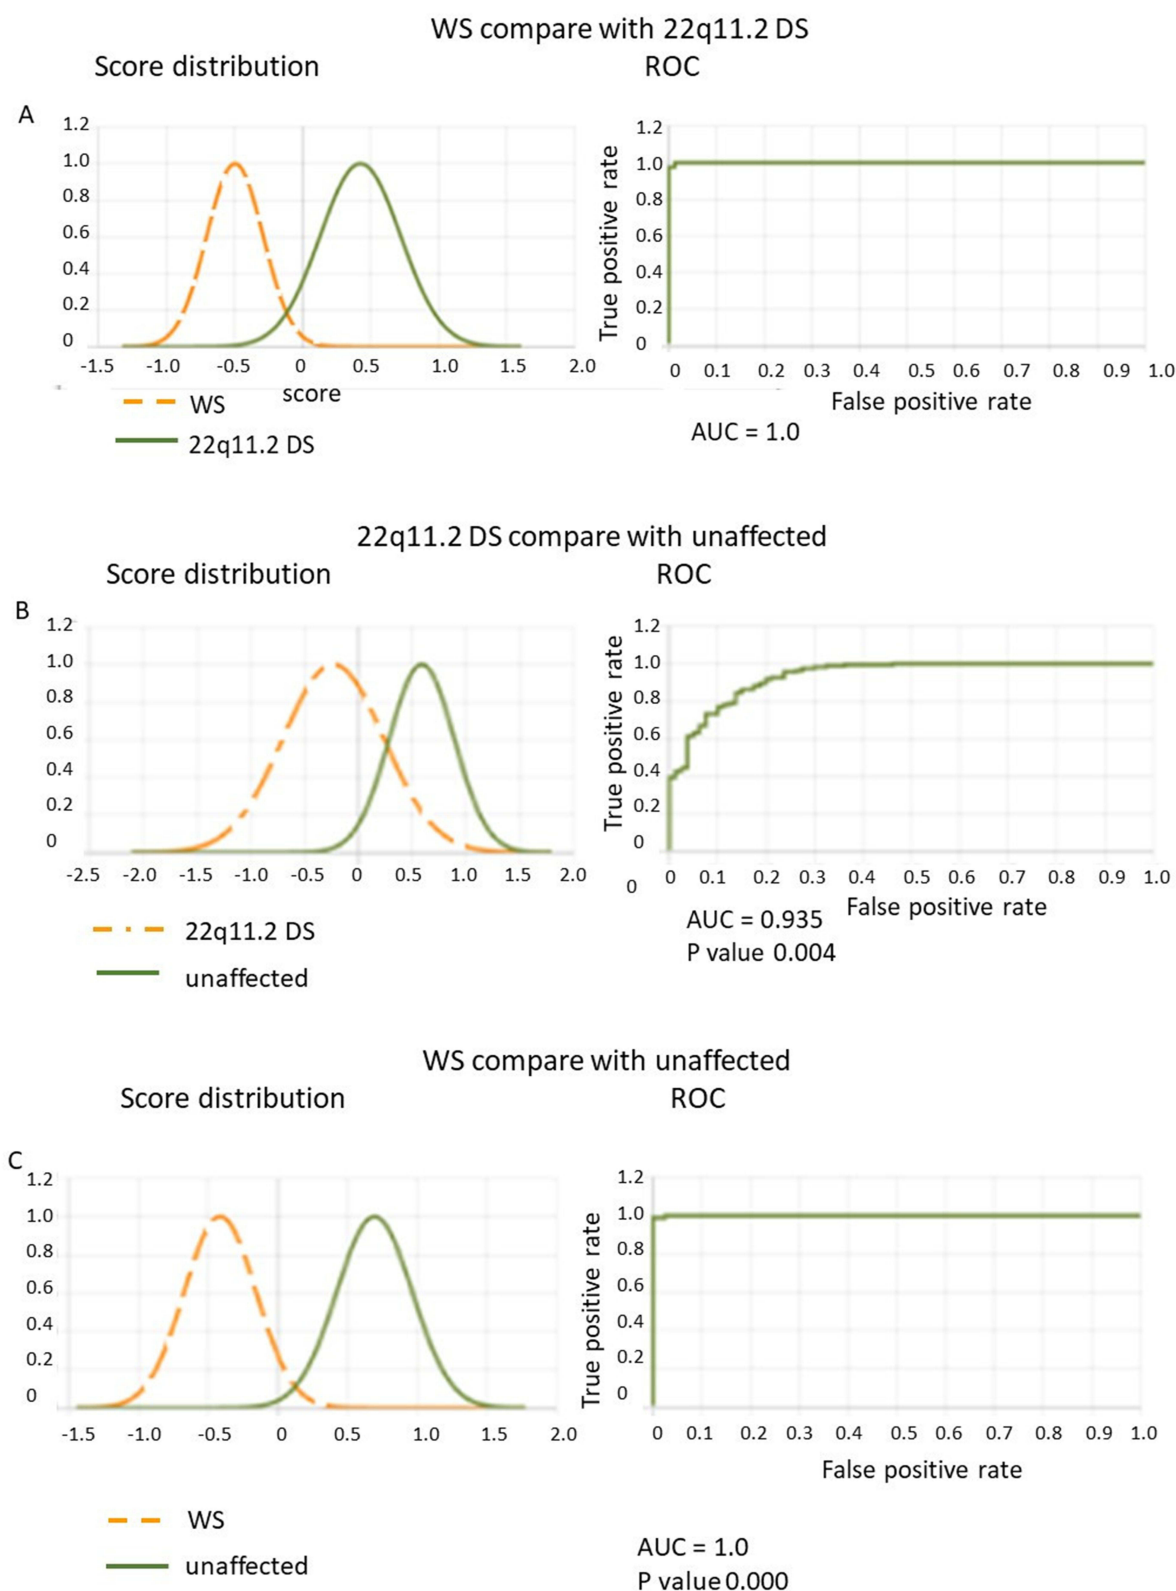 WS compare with 22q11.2 DS
Score distribution
ROC
A
1.2
1.0
0.8
0.6
0.4
0.2
0
-1.5 -1.0 -0.5 0 0.5 1.0 1.5 2.0
score
WS
22q11.2 DS
True positive rate
1.2
1.0
0.8
0.6
0.4
0.2
0
0 0.1 0.2 0.3 0.4 0.5 0.6 0.7 0.8 0.9 1.0
False positive rate
AUC = 1.0
22q11.2 DS compare with unaffected
Score distribution
ROC
B
1.2
1.0
0.8
0.6
0.4
0.2
0
-2.5 -2.0 -1.5 -1.0 -0.5 0 0.5 1.0 1.5 2.0
22q11.2 DS
unaffected
True positive rate
1.2
1.0
0.8
0.6
0.4
0.2
0
0
0 0.1 0.2 0.3 0.4 0.5 0.6 0.7 0.8 0.9 1.0
False positive rate
AUC = 0.935
P value 0.004
WS compare with unaffected
Score distribution
ROC
C
1.2
1.0
0.8
0.6
0.4
0.2
0
-1.5 -1.0 -0.5 0 0.5 1.0 1.5 2.0
WS
unaffected
True positive rate
1.2
1.0
0.8
0.6
0.4
0.2
0
0 0.1 0.2 0.3 0.4 0.5 0.6 0.7 0.8 0.9 1.0
False positive rate
AUC = 1.0
P value 0.000